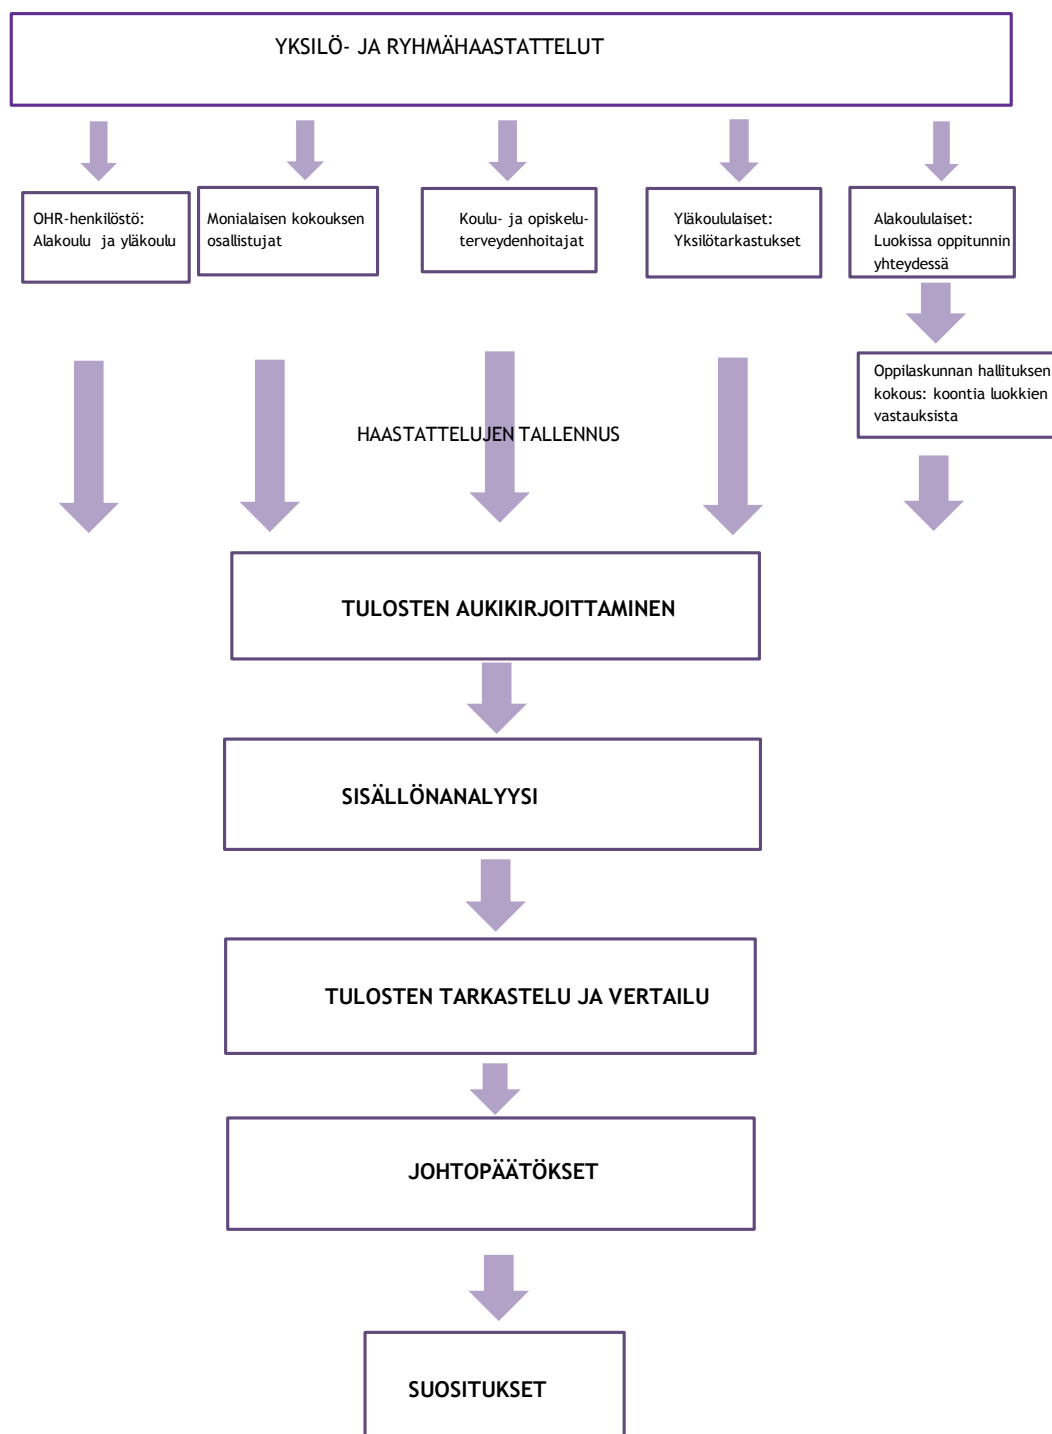 YKSILÖ- JA RYHMÄHAASTATTELUT
OHR-henkilöstö:
Alakoulu ja yläkoulu
Monialaisen kokouksen
osallistujat
Koulu- ja opiskelu-
terveydenhoitajat
Yläkoululaiset:
Yksilötarkastukset
Alakoululaiset:
Luokissa oppitunnin
yhteydessä
Oppilaskunnan hallituksen
kokous: koontia luokkien
vastauksista
HAASTATTELUJEN TALLENNUS
TULOSTEN AUKIKIRJOITTAMINEN
SISÄLLÖNANALYYSI
TULOSTEN TARKASTELU JA VERTAILU
JOHTOPÄÄTÖKSET
SUOSITUKSET